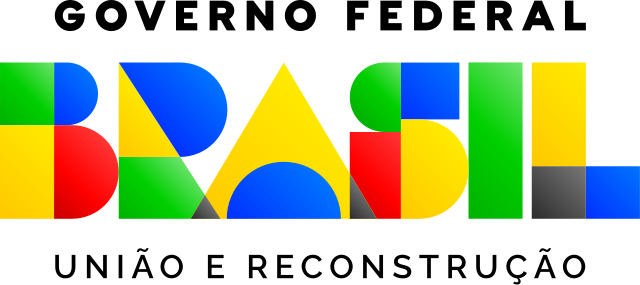 GOVERNO FEDERAL
BRASIL
UNIÃO E RECONSTRUÇÃO